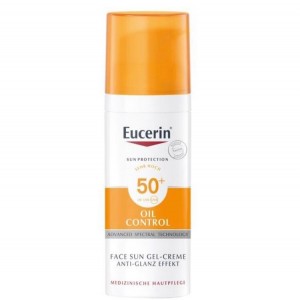 Eucerin®
SUN PROTECTION
50+
OIL
CONTROL
ADVANCED SPECTRAL TECHNOLOGY
FACE SUN GEL-CREME
ANTI-GLANZ EFFEKT
MEDIZINISCHE HAUTPFLEGE